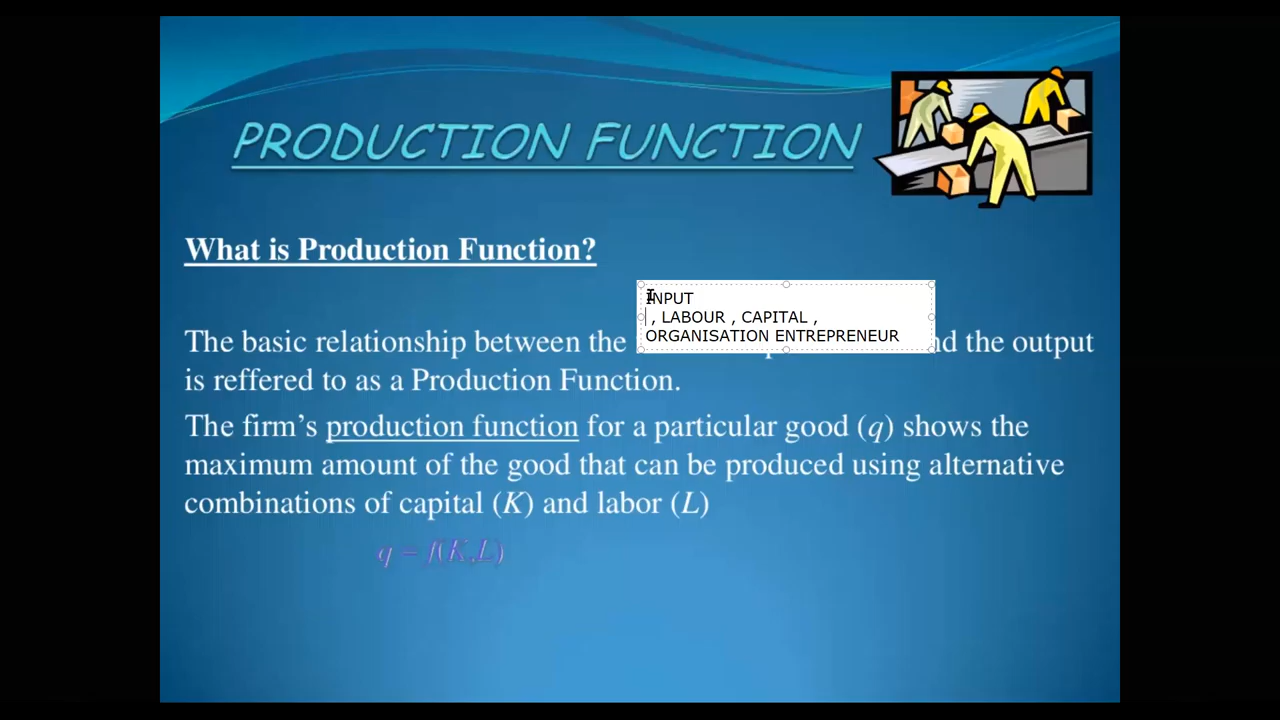 PRODUCTION FUNCTION
What is Production Function?
INPUT
, LABOUR , CAPITAL ,
ORGANISATION ENTREPRENEUR
The basic relationship between the nd the output
is reffered to as a Production Function.
The firm's production function for a particular good (q) shows the
maximum amount of the good that can be produced using alternative
combinations of capital (K) and labor (L)
q = f(K,L)